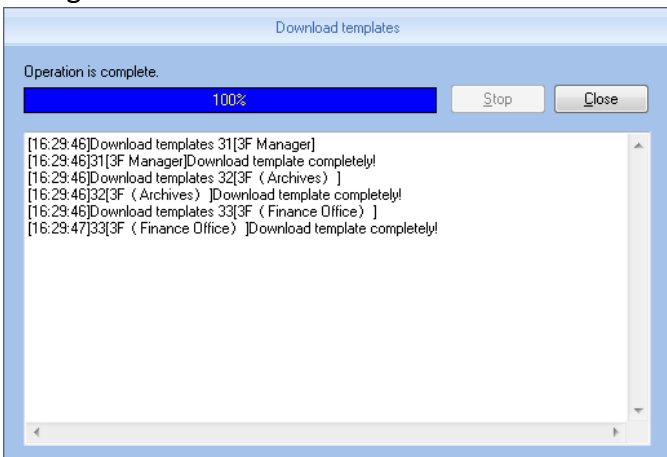 Download templates
Operation is complete.
100%
Stop
Close
[16:29:46]Download templates 31[3F Manager]
[16:29:46]31[3F Manager]Download template completely!
[16:29:46]Download templates 32[3F（Archives）]
[16:29:46]32[3F（Archives）]Download template completely!
[16:29:46]Download templates 33[3F（Finance Office）]
[16:29:47]33[3F（Finance Office）]Download template completely!